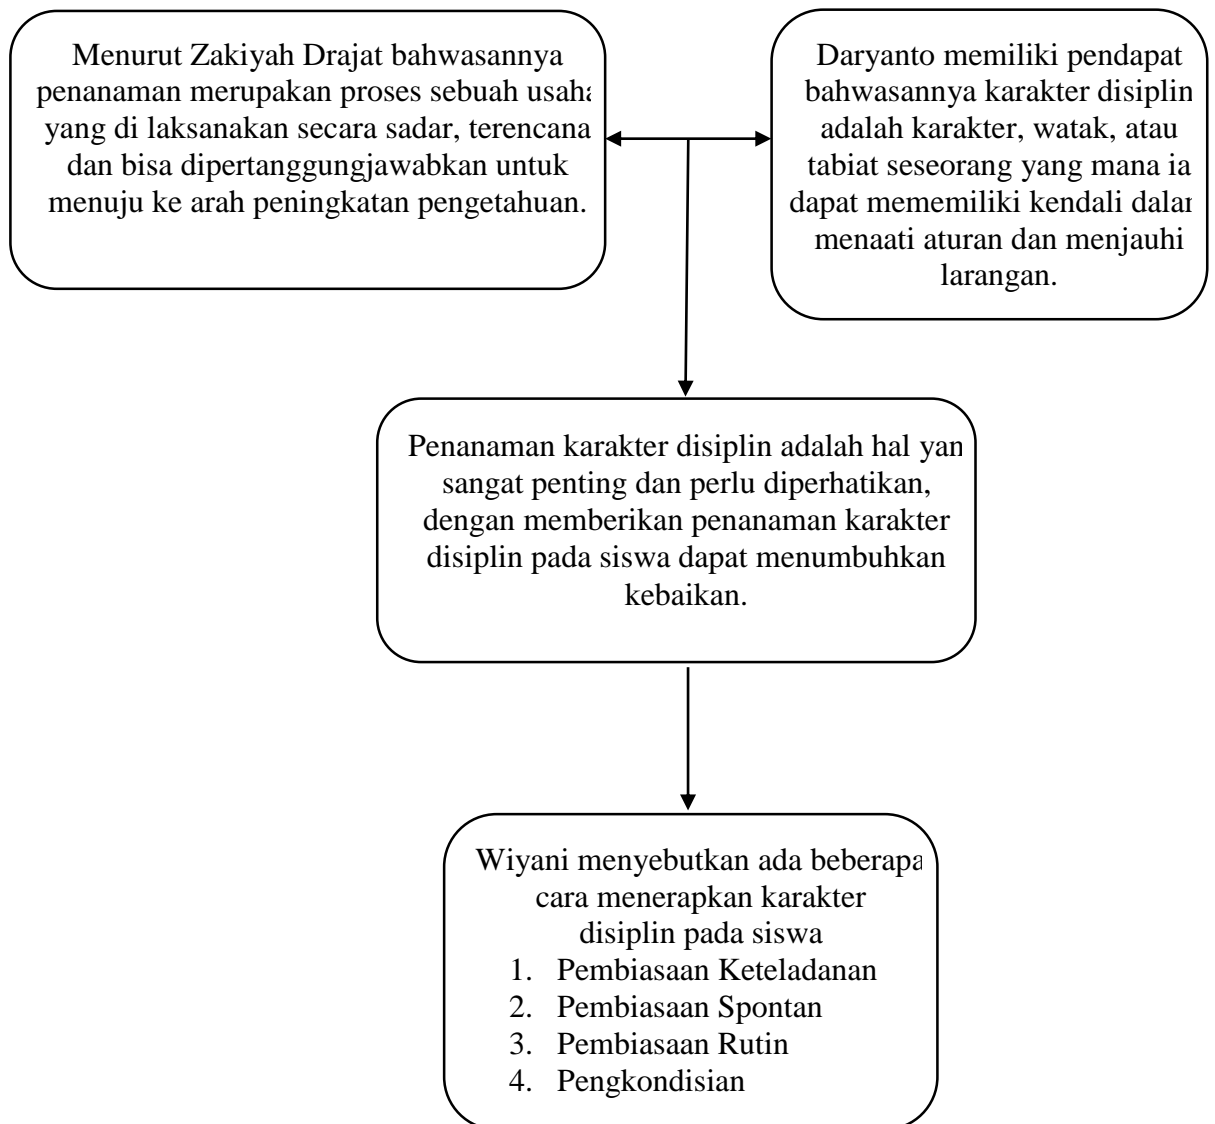 Menurut Zakiyah Drajat bahwasannya
penanaman merupakan proses sebuah usaha
yang di laksanakan secara sadar, terencana
dan bisa dipertanggungjawabkan untuk
menuju ke arah peningkatan pengetahuan.
Daryanto memiliki pendapat
bahwasannya karakter disiplin
adalah karakter, watak, atau
tabiat seseorang yang mana ia
dapat mememiliki kendali dalam
menaati aturan dan menjauhi
larangan.
Penanaman karakter disiplin adalah hal yan
sangat penting dan perlu diperhatikan,
dengan memberikan penanaman karakter
disiplin pada siswa dapat menumbuhkan
kebaikan.
Wiyani menyebutkan ada beberapa
cara menerapkan karakter
disiplin pada siswa
1. Pembiasaan Keteladanan
2. Pembiasaan Spontan
3. Pembiasaan Rutin
4. Pengkondisian